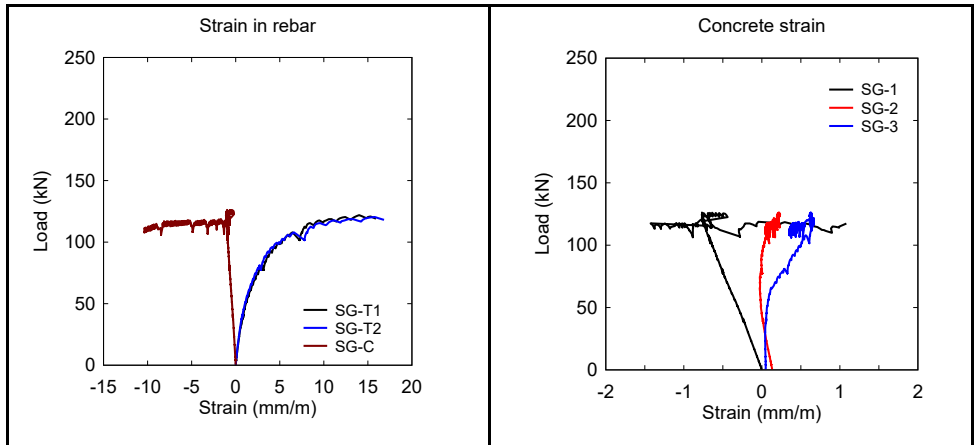 Strain in rebar
250
200
150
100
50
0
Load (kN)
SG-T1
SG-T2
SG-C
-15 -10 -5 0 5 10 15 20
Strain (mm/m)
Concrete strain
250
200
150
100
50
0
Load (kN)
SG-1
SG-2
SG-3
-2 -1 0 1 2
Strain (mm/m)